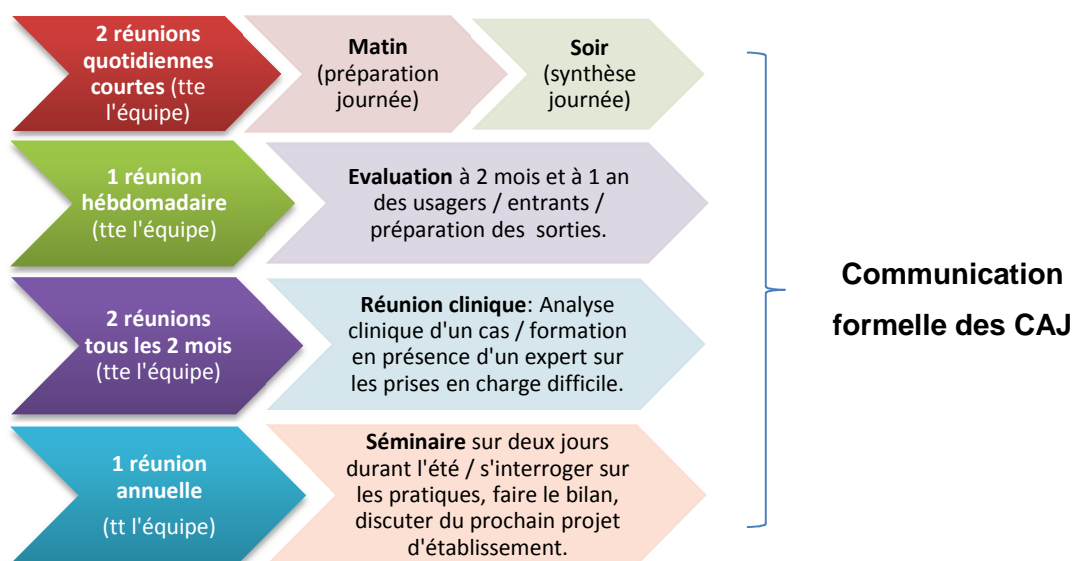 2 réunions
quotidiennes
courtes (tte
l'équipe)
Matin
(préparation
journée)
Soir
(synthèse
journée)
1 réunion
hébdomadaire
(tte l'équipe)
Evaluation à 2 mois et à 1 an
des usagers / entrants /
préparation des sorties.
2 réunions
tous les 2 mois
(tte l'équipe)
Réunion clinique: Analyse
clinique d'un cas / formation
en présence d'un expert sur
les prises en charge difficile.
1 réunion
annuelle
(tt l'équipe)
Séminaire sur deux jours
durant l'été / s'interroger sur
les pratiques, faire le bilan,
discuter du prochain projet
d'établissement.
Communication
formelle des CAJ